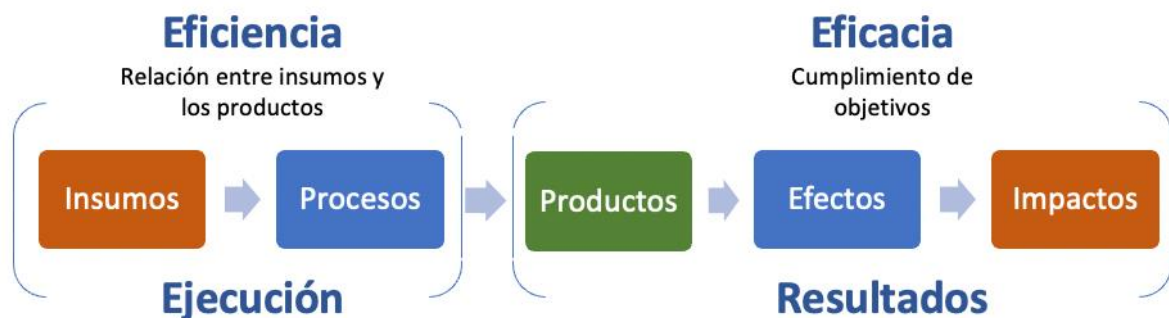 Eficiencia
Relación entre insumos y
los productos
Eficacia
Cumplimiento de
objetivos
Insumos
Procesos
Productos
Efectos
Impactos
Ejecución
Resultados